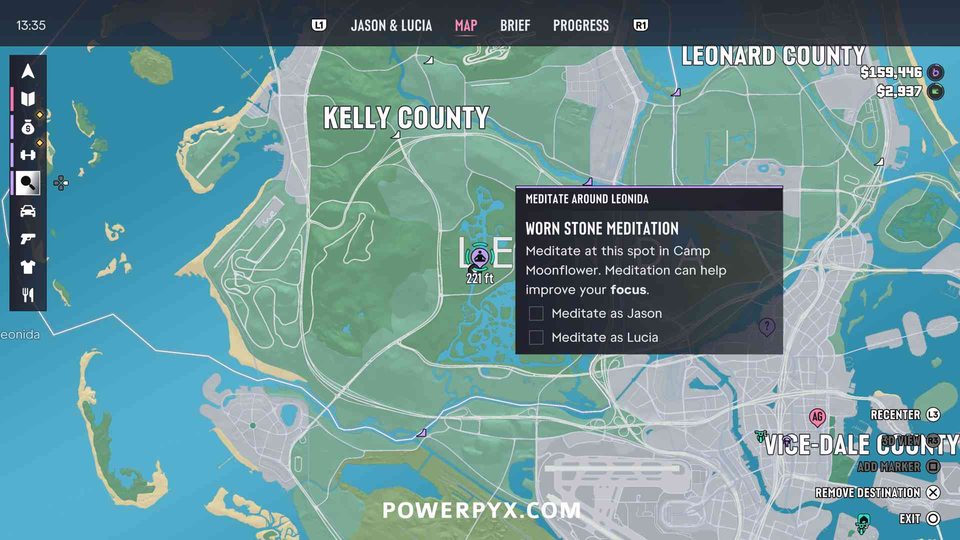 13:35
L1
JASON & LUCIA
MAP
BRIEF
PROGRESS
R1
LEONARD COUNTY
$159,446
$2,937
KELLY COUNTY
MEDITATE AROUND LEONIDA
WORN STONE MEDITATION
Meditate at this spot in Camp
Moonflower. Meditation can help
improve your focus.
Meditate as Jason
Meditate as Lucia
LE
221 ft
?
eonida
AG
RECENTER L3
3D VIEW R3
VICE-DALE COUNTY
ADD MARKER
REMOVE DESTINATION
EXIT
POWERPYX.COM